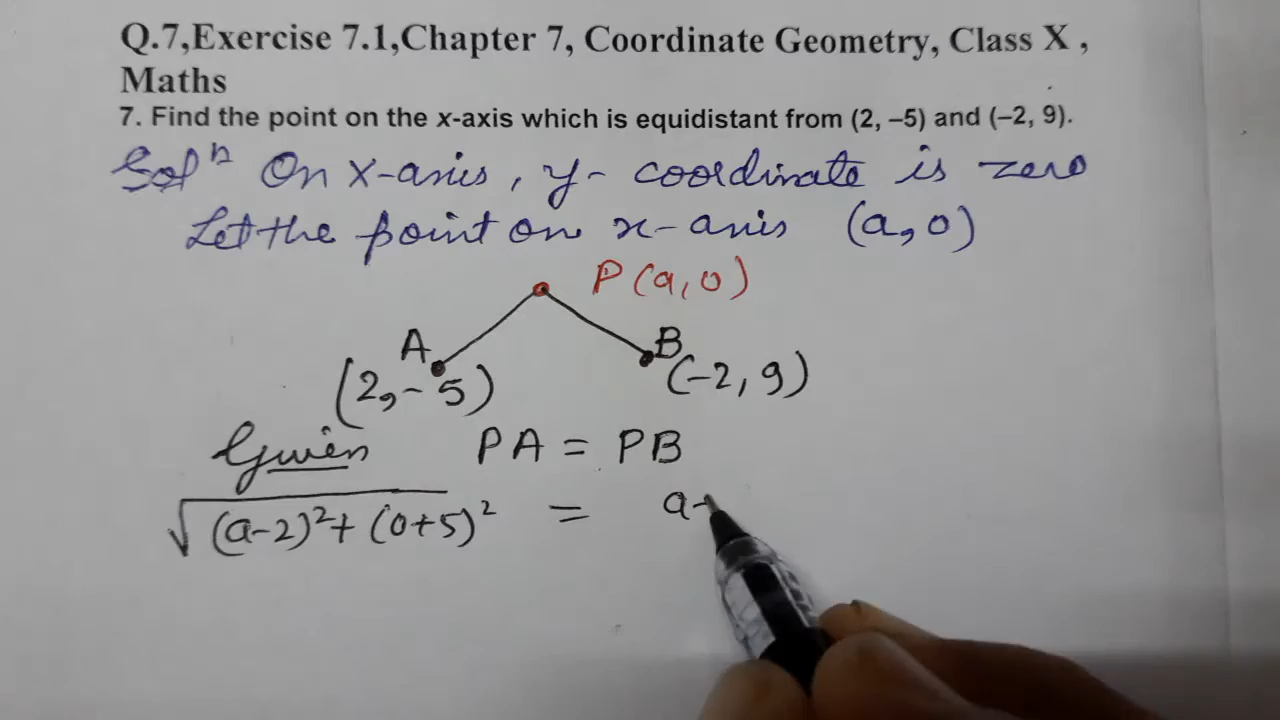 Q.7,Exercise 7.1,Chapter 7, Coordinate Geometry, Class X ,
Maths
7. Find the point on the x-axis which is equidistant from (2, –5) and (–2, 9).
Solⁿ On X-axis, y- coordinate is zero
Let the point on x-axis (a,0)
P(a,0)
A B
(2,-5) (-2,9)
Given PA = PB
√(a-2)²+(0+5)² = a-